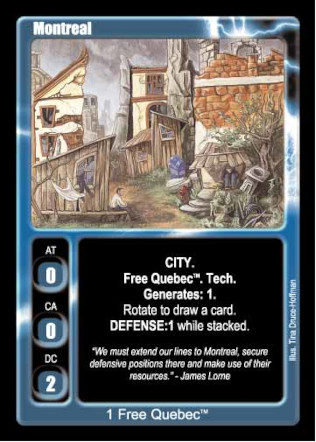 Montreal
AT
0
CA
0
DC
2
CITY.
Free Quebec™. Tech.
Generates: 1.
Rotate to draw a card.
DEFENSE:1 while stacked.
"We must extend our lines to Montreal, secure
defensive positions there and make use of their
resources." - James Lorne
Illus. Tina Druce-Hoffman
1 Free Quebec™